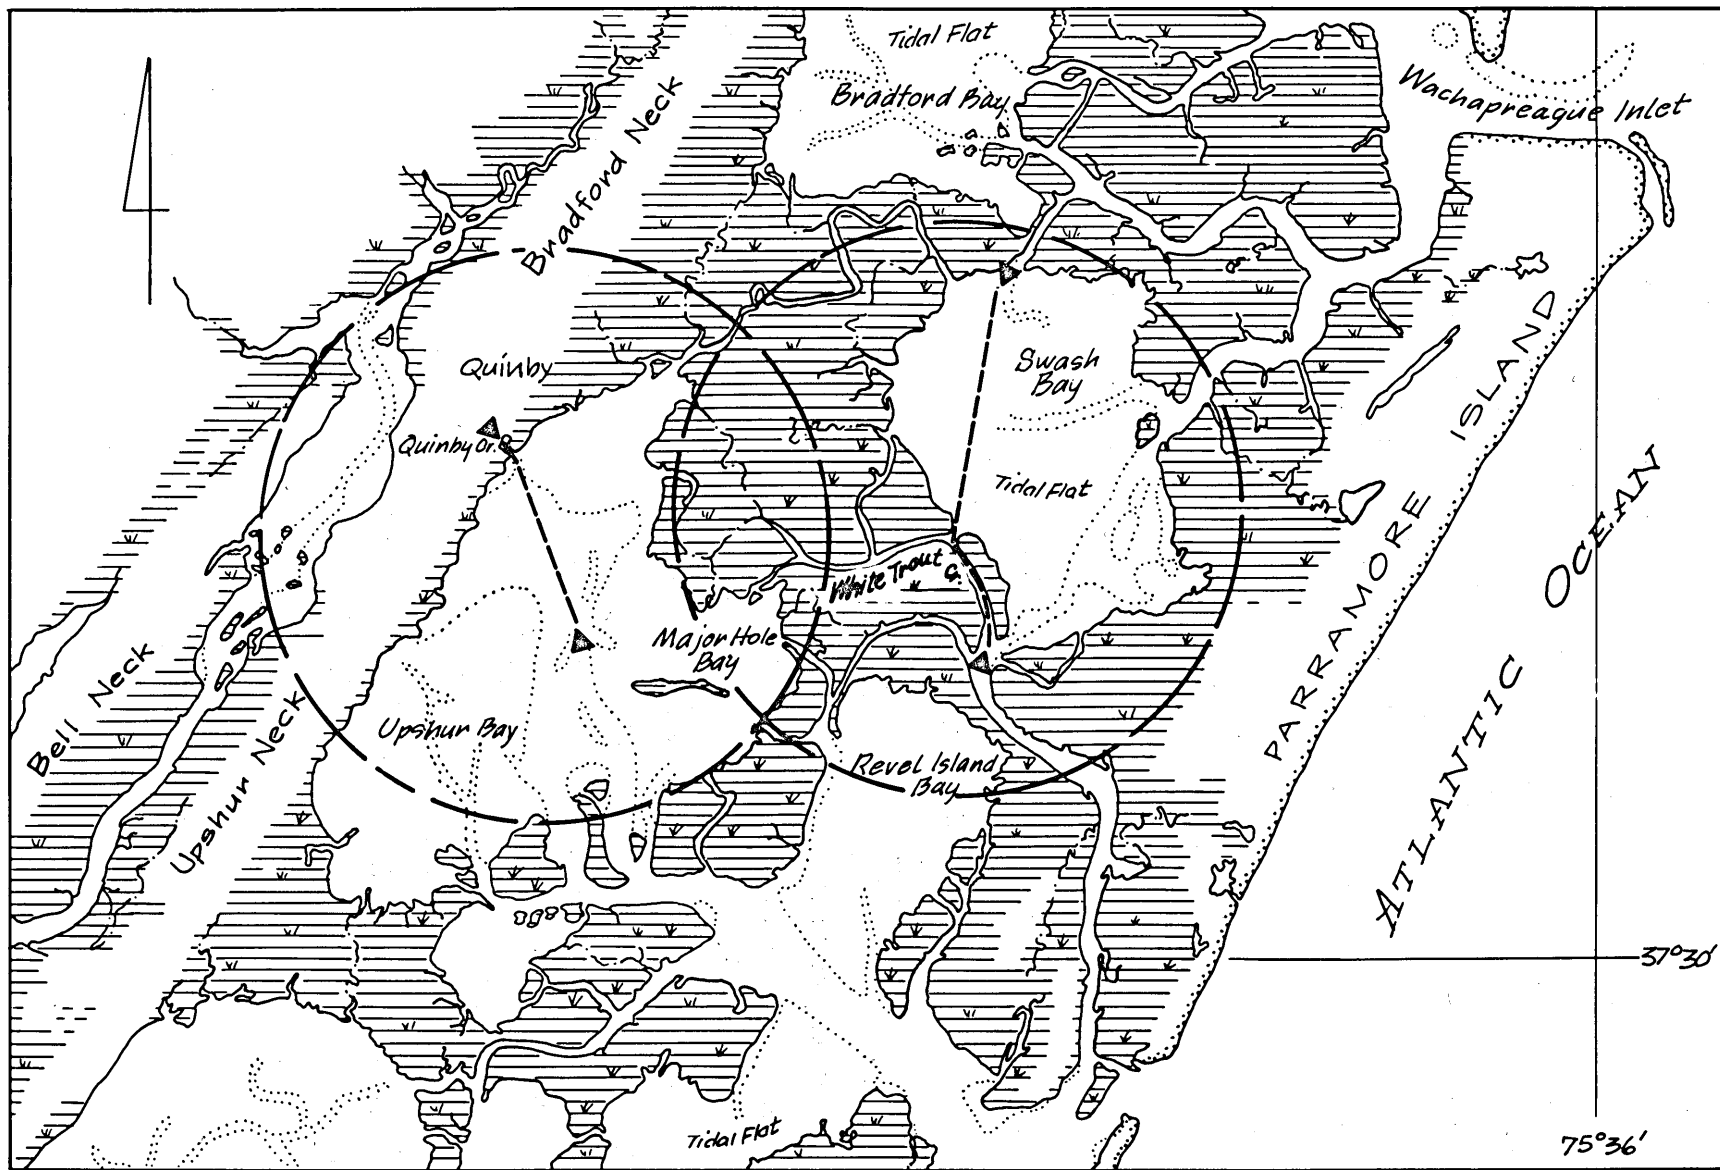 Tidal Flat
Bradford Bay
Wachapreague Inlet
Bradford Neck
Quinby
Quinby Cr.
Swash
Bay
Tidal Flat
PARRAMORE ISLAND
ATLANTIC OCEAN
White Trout
C.
Major Hole
Bay
Upshur Bay
Bell Neck
Upshur Neck
Revel Island
Bay
37°30'
Tidal Flat
75°36'